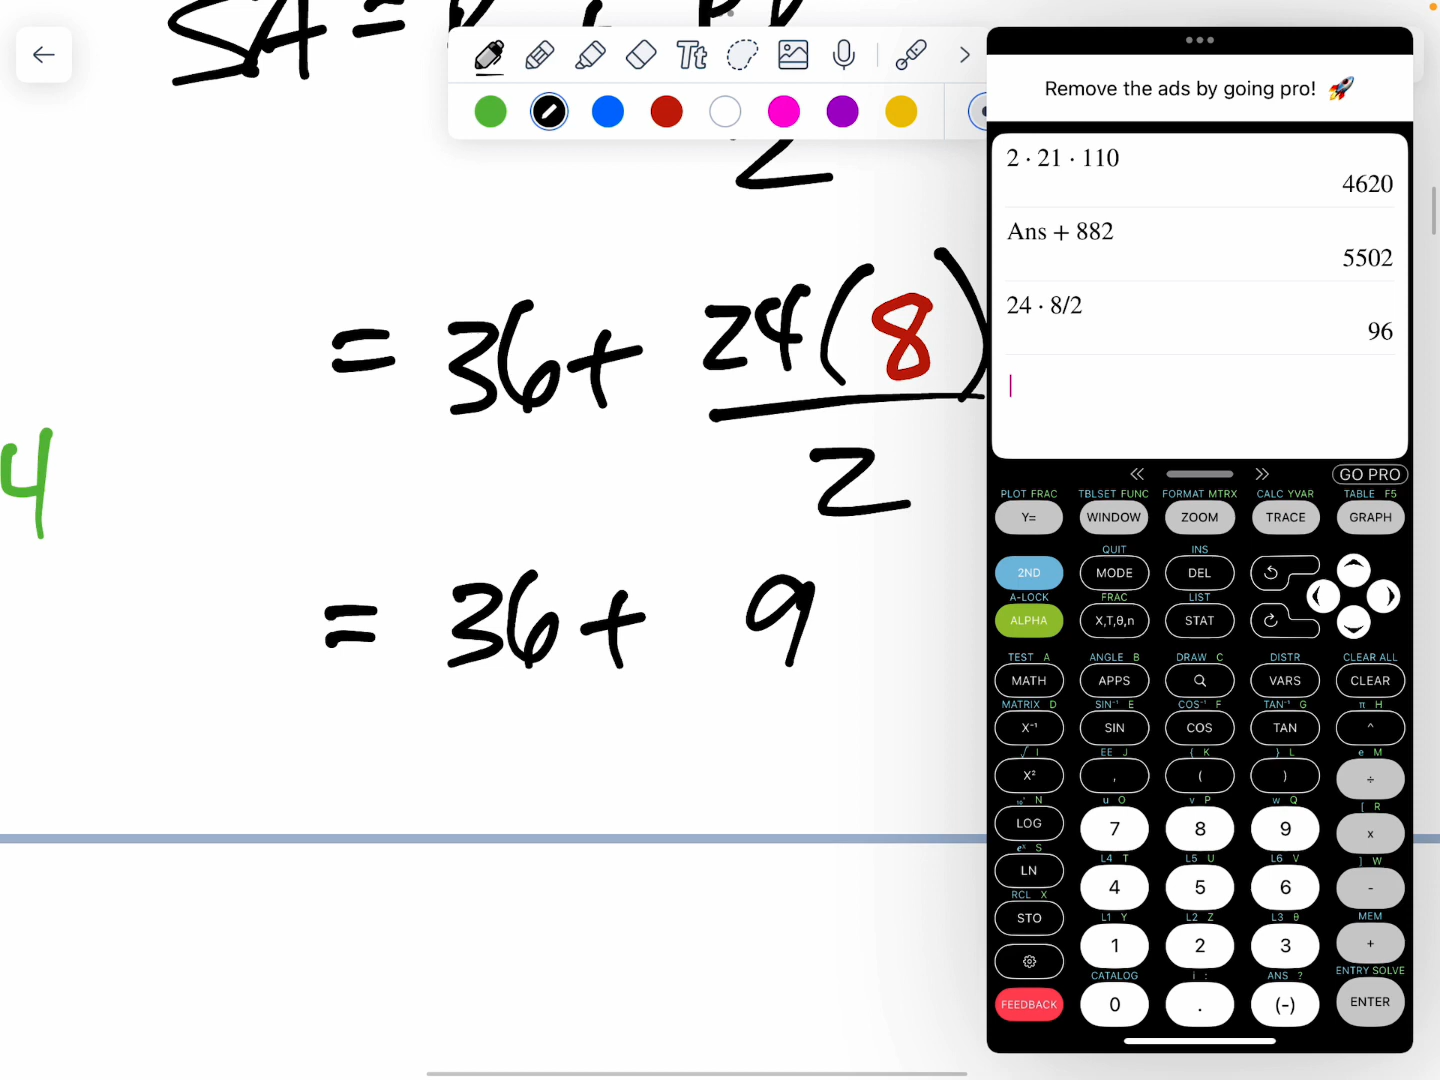 SA =
2
= 36 + 24(8)
2
= 36 + 9
4
Tt
Remove the ads by going pro! 🚀
2 · 21 · 110
4620
Ans + 882
5502
24 · 8/2
96
GO PRO
PLOT FRAC TBLSET FUNC FORMAT MTRX CALC YVAR TABLE F5
Y= WINDOW ZOOM TRACE GRAPH
QUIT INS
2ND MODE DEL
A-LOCK FRAC LIST
ALPHA X,T,θ,n STAT
TEST A ANGLE B DRAW C DISTR CLEAR ALL
MATH APPS VARS CLEAR
MATRIX D SIN⁻¹ E COS⁻¹ F TAN⁻¹ G π H
X⁻¹ SIN COS TAN ^
√ I EE J { K } L e M
X² , ( ) ÷
10ˣ N u O v P w Q [ R
LOG 7 8 9 x
eˣ S L4 T L5 U L6 V ] W
LN 4 5 6 -
RCL X L1 Y L2 Z L3 θ MEM
STO 1 2 3 +
CATALOG i : ANS ? ENTRY SOLVE
FEEDBACK 0 . (-) ENTER